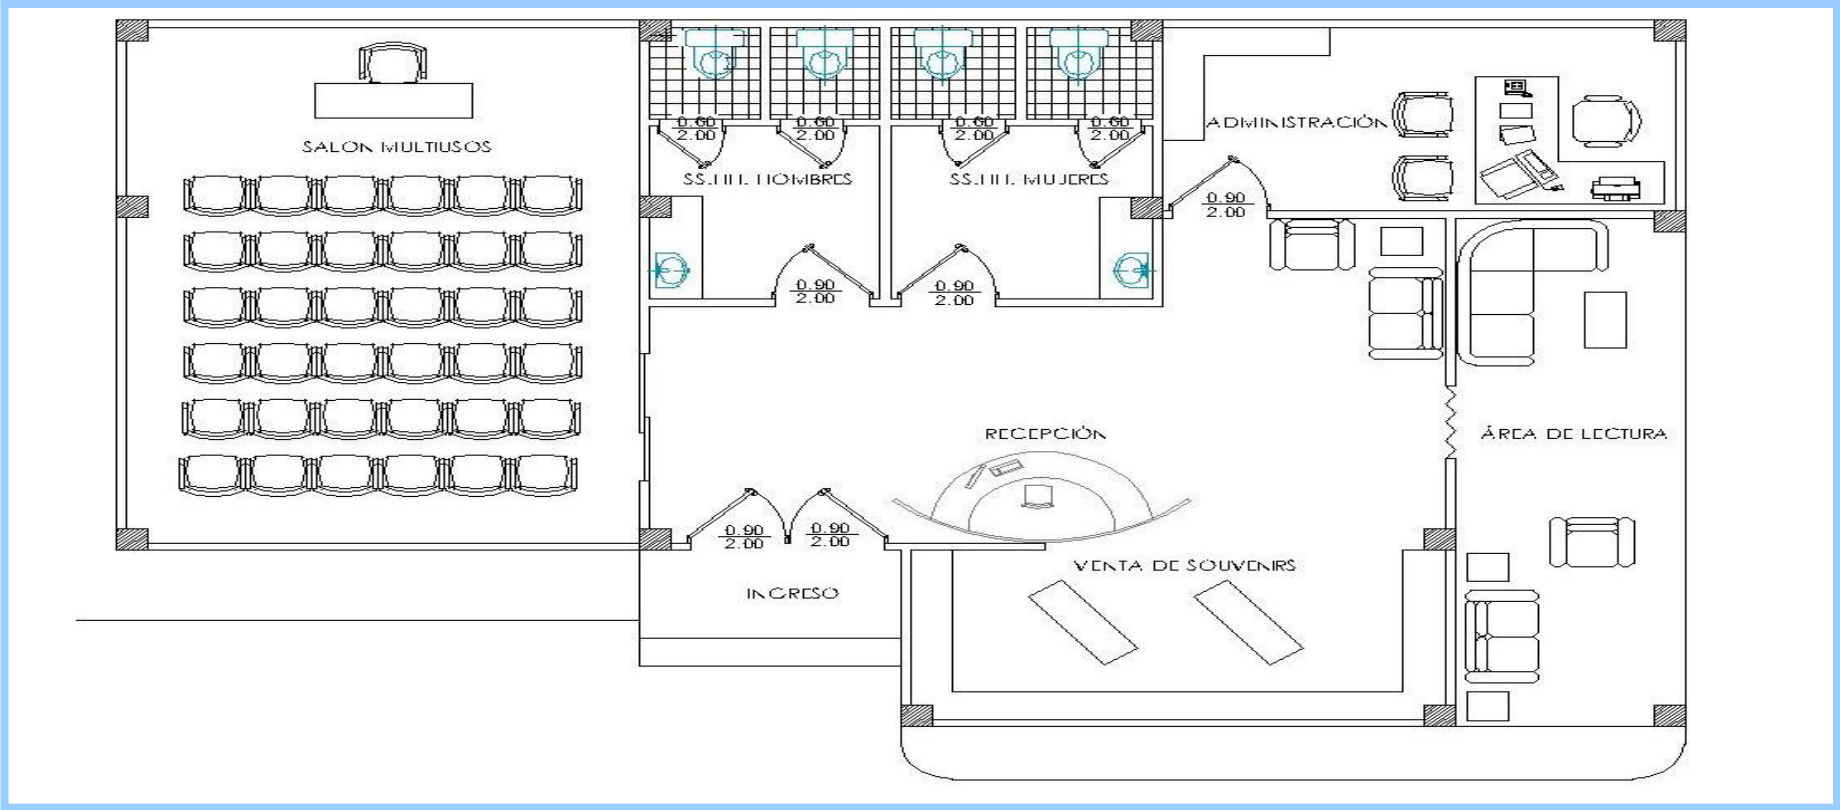 0.60 0.60 0.60 0.60
2.00 2.00 2.00 2.00
ADMINISTRACIÓN
SALON MULTIUSOS
SS.HH. HOMBRES
SS.HH. MUJERES
0.90
2.00
0.90 0.90
2.00 2.00
RECEPCIÓN
ÁREA DE LECTURA
0.90 0.90
2.00 2.00
VENTA DE SOUVENIRS
INGRESO